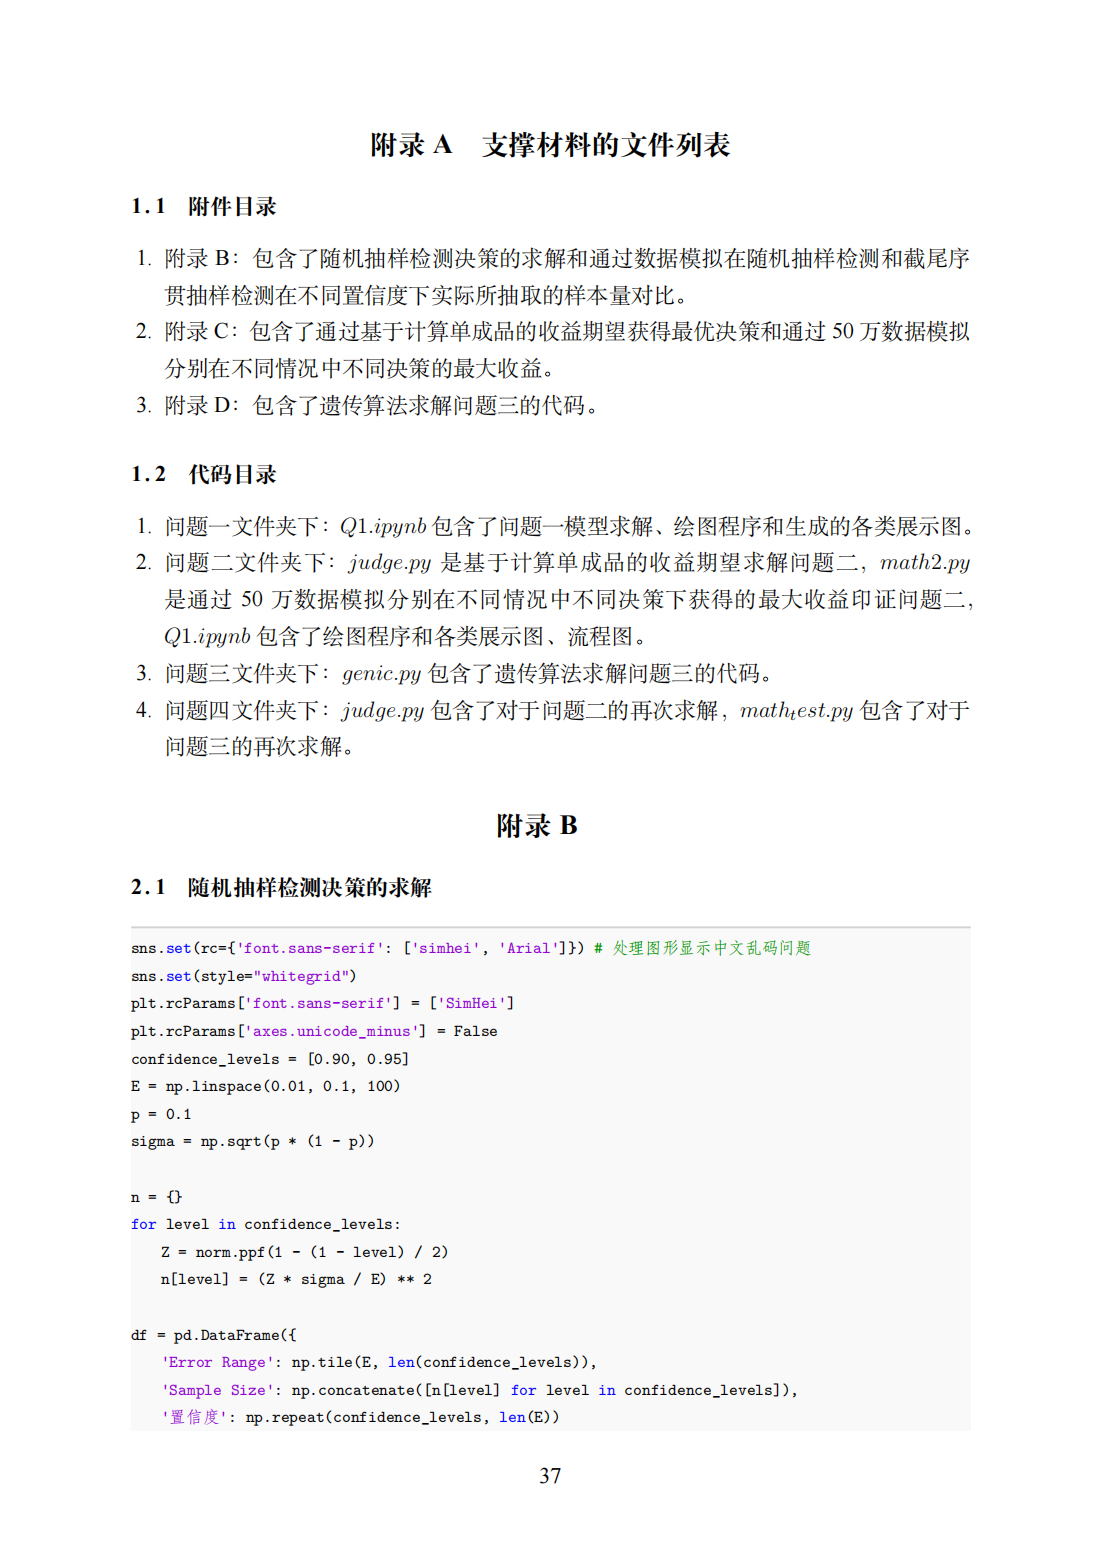 附录 A 支撑材料的文件列表
1.1 附件目录
1. 附录 B：包含了随机抽样检测决策的求解和通过数据模拟在随机抽样检测和截尾序
贯抽样检测在不同置信度下实际所抽取的样本量对比。
2. 附录 C：包含了通过基于计算单成品的收益期望获得最优决策和通过 50 万数据模拟
分别在不同情况中不同决策的最大收益。
3. 附录 D：包含了遗传算法求解问题三的代码。
1.2 代码目录
1. 问题一文件夹下：Q1.ipynb 包含了问题一模型求解、绘图程序和生成的各类展示图。
2. 问题二文件夹下：judge.py 是基于计算单成品的收益期望求解问题二，math2.py
是通过 50 万数据模拟分别在不同情况中不同决策下获得的最大收益印证问题二，
Q1.ipynb 包含了绘图程序和各类展示图、流程图。
3. 问题三文件夹下：genic.py 包含了遗传算法求解问题三的代码。
4. 问题四文件夹下：judge.py 包含了对于问题二的再次求解，mathtest.py 包含了对于
问题三的再次求解。
附录 B
2.1 随机抽样检测决策的求解
sns.set(rc={'font.sans-serif': ['simhei', 'Arial']}) # 处理图形显示中文乱码问题
sns.set(style="whitegrid")
plt.rcParams['font.sans-serif'] = ['SimHei']
plt.rcParams['axes.unicode_minus'] = False
confidence_levels = [0.90, 0.95]
E = np.linspace(0.01, 0.1, 100)
p = 0.1
sigma = np.sqrt(p * (1 - p))
n = {}
for level in confidence_levels:
Z = norm.ppf(1 - (1 - level) / 2)
n[level] = (Z * sigma / E) ** 2
df = pd.DataFrame({
'Error Range': np.tile(E, len(confidence_levels)),
'Sample Size': np.concatenate([n[level] for level in confidence_levels]),
'置信度': np.repeat(confidence_levels, len(E))
37